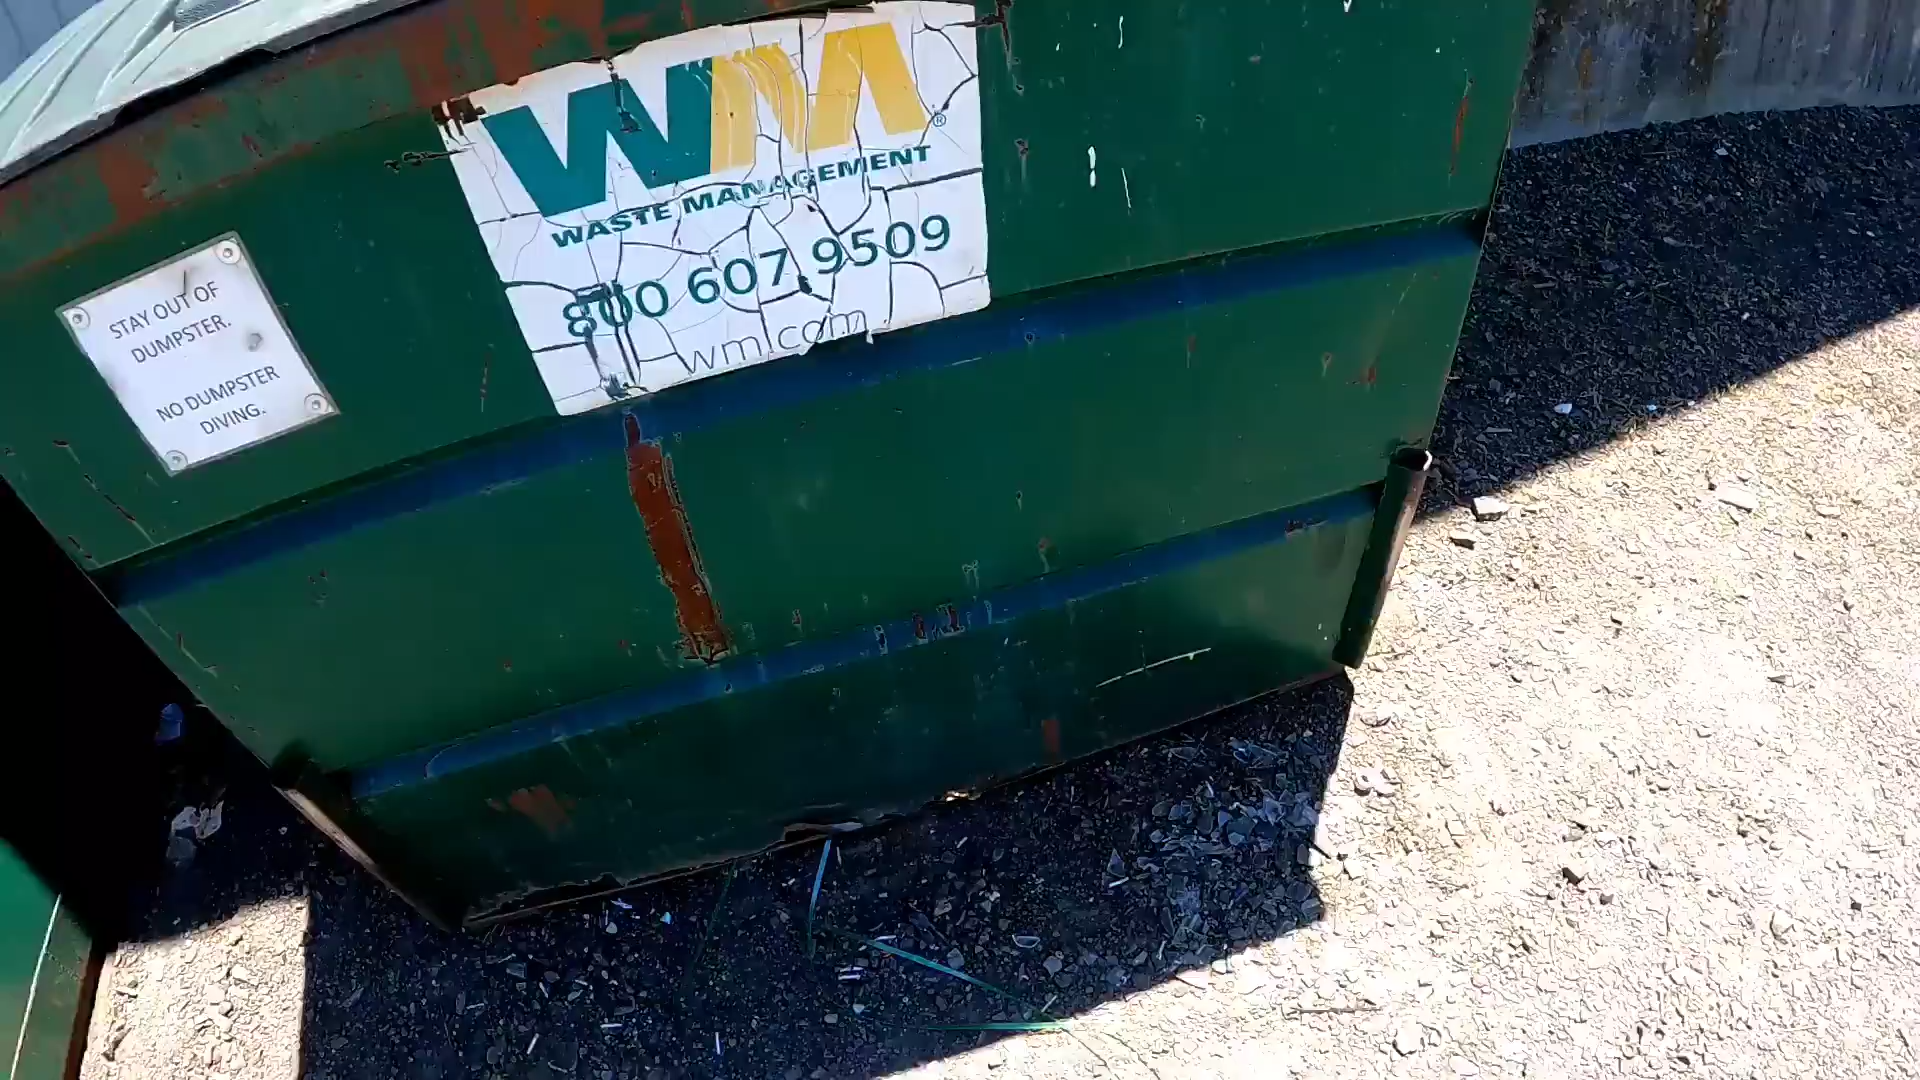 WM®
WASTE MANAGEMENT
800 607 9509
wm.com
STAY OUT OF
DUMPSTER.
NO DUMPSTER
DIVING.